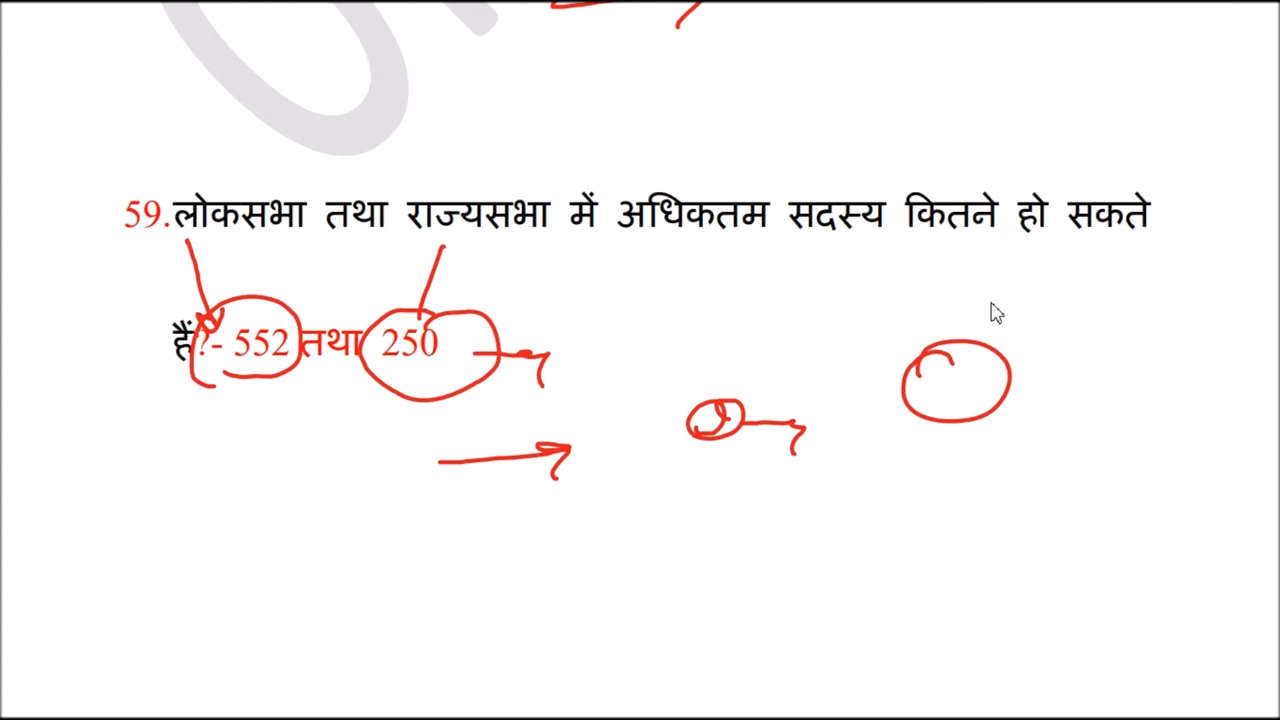 59.लोकसभा तथा राज्यसभा में अधिकतम सदस्य कितने हो सकते
हैं?- 552 तथा 250